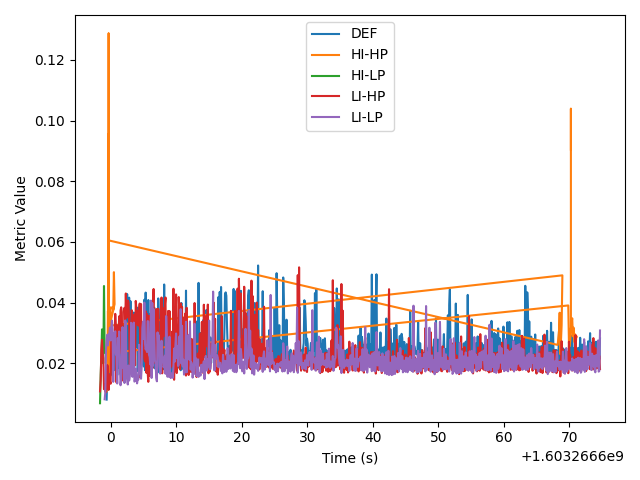 DEF
HI-HP
HI-LP
LI-HP
LI-LP
0.12
0.10
0.08
0.06
0.04
0.02
Metric Value
0 10 20 30 40 50 60 70
Time (s)
+1.6032666e9